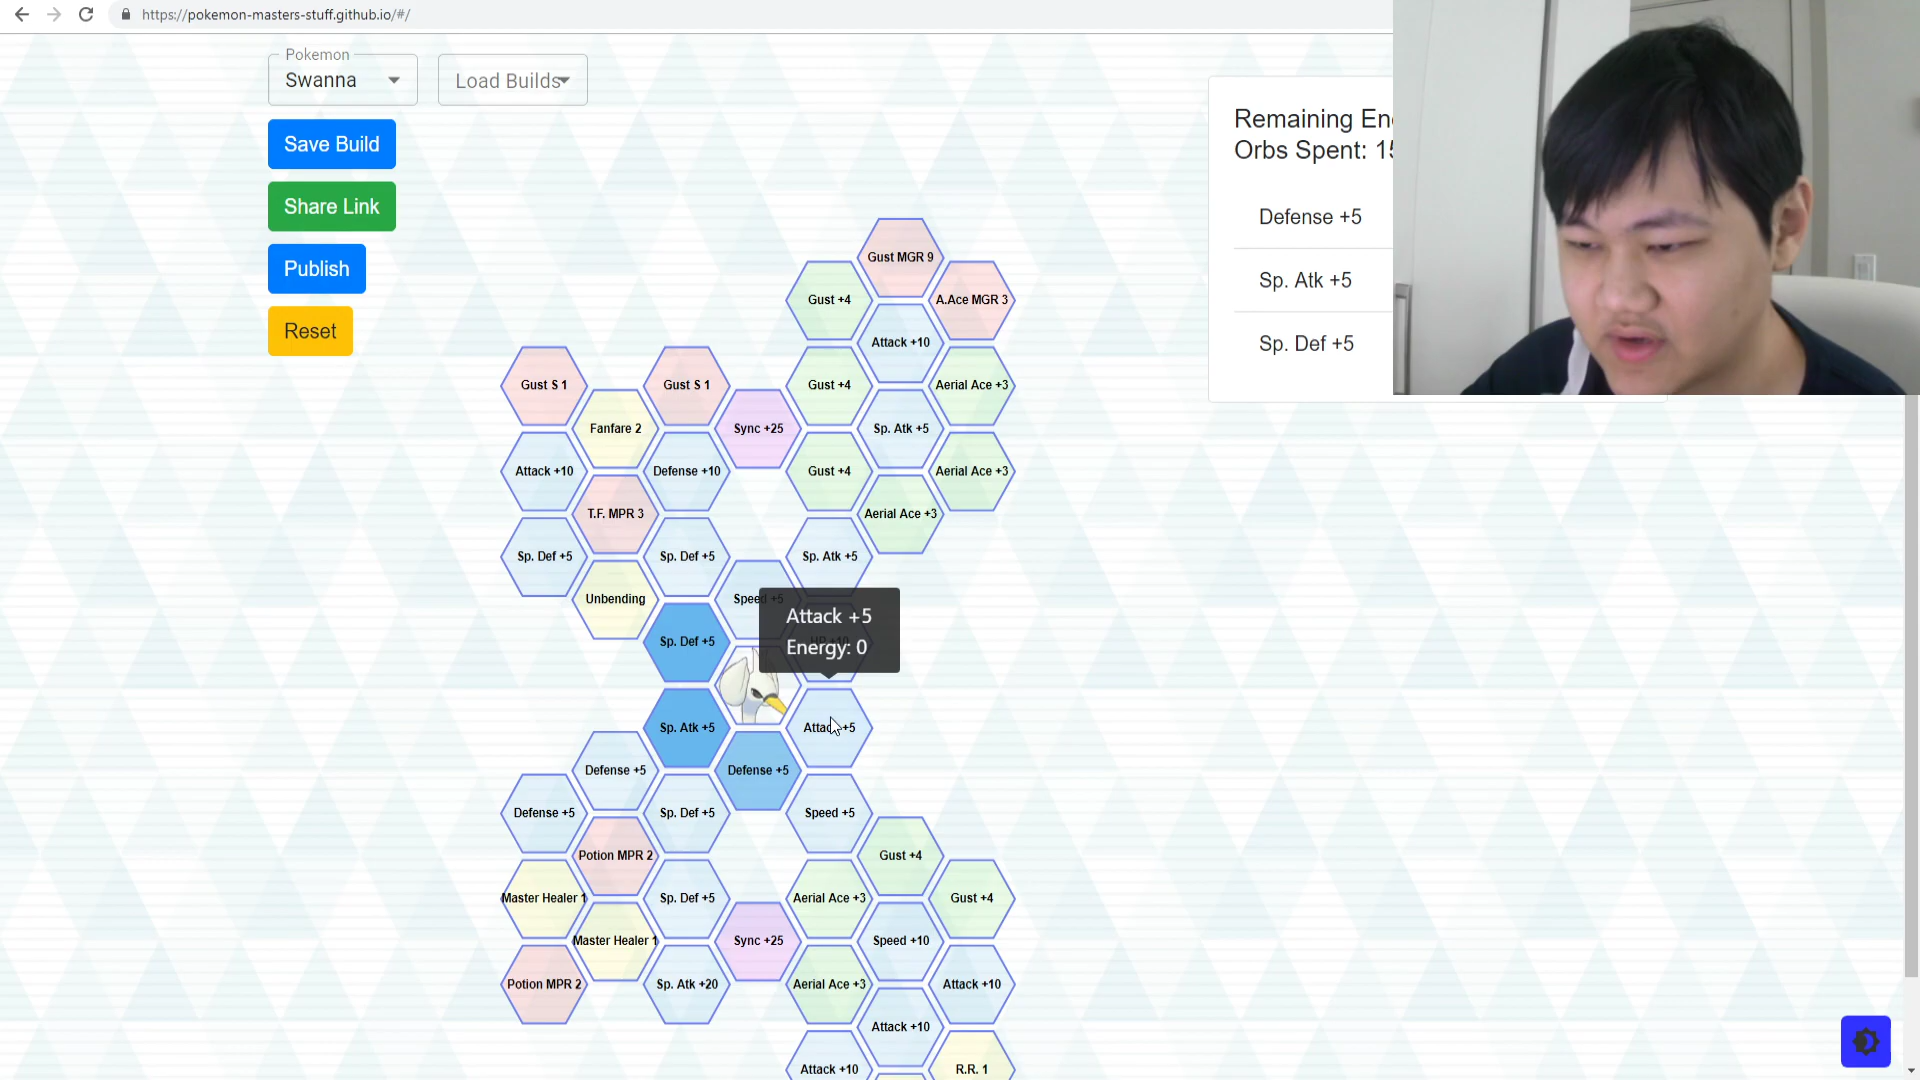 https://pokemon-masters-stuff.github.io/#/
Pokemon
Swanna
Load Builds
Save Build
Share Link
Publish
Reset
Remaining En
Orbs Spent: 15
Defense +5
Sp. Atk +5
Sp. Def +5
Gust MGR 9
Gust +4
A.Ace MGR 3
Attack +10
Gust S 1
Gust S 1
Gust +4
Aerial Ace +3
Fanfare 2
Sync +25
Sp. Atk +5
Attack +10
Defense +10
Gust +4
Aerial Ace +3
T.F. MPR 3
Aerial Ace +3
Sp. Def +5
Sp. Def +5
Sp. Atk +5
Unbending
Speed +5
Attack +5
Energy: 0
Sp. Def +5
HP +10
Sp. Atk +5
Attack +5
Defense +5
Defense +5
Defense +5
Sp. Def +5
Speed +5
Potion MPR 2
Gust +4
Master Healer 1
Sp. Def +5
Aerial Ace +3
Gust +4
Master Healer 1
Sync +25
Speed +10
Potion MPR 2
Sp. Atk +20
Aerial Ace +3
Attack +10
Attack +10
Attack +10
R.R. 1